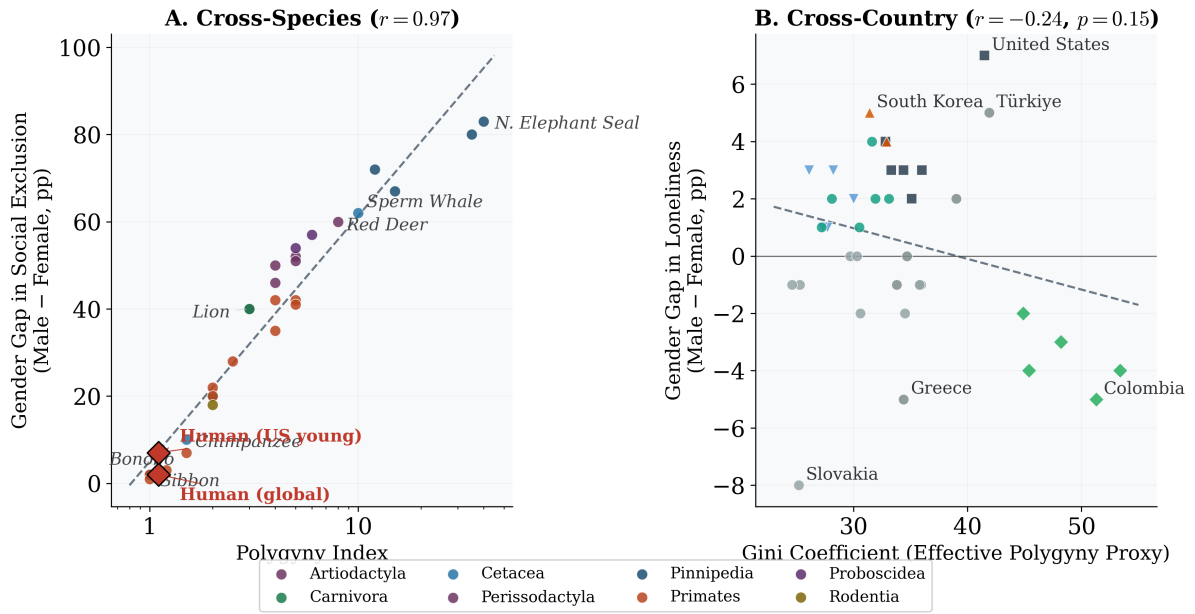 A. Cross-Species (r = 0.97)
Gender Gap in Social Exclusion
(Male − Female, pp)
100
80
60
40
20
0
N. Elephant Seal
Sperm Whale
Red Deer
Lion
Human (US young)
Chimpanzee
Bonobo
Gibbon
Human (global)
1
10
Polygyny Index
B. Cross-Country (r = −0.24, p = 0.15)
Gender Gap in Loneliness
(Male − Female, pp)
6
4
2
0
−2
−4
−6
−8
United States
South Korea
Türkiye
Greece
Colombia
Slovakia
30
40
50
Gini Coefficient (Effective Polygyny Proxy)
Artiodactyla
Cetacea
Pinnipedia
Proboscidea
Carnivora
Perissodactyla
Primates
Rodentia